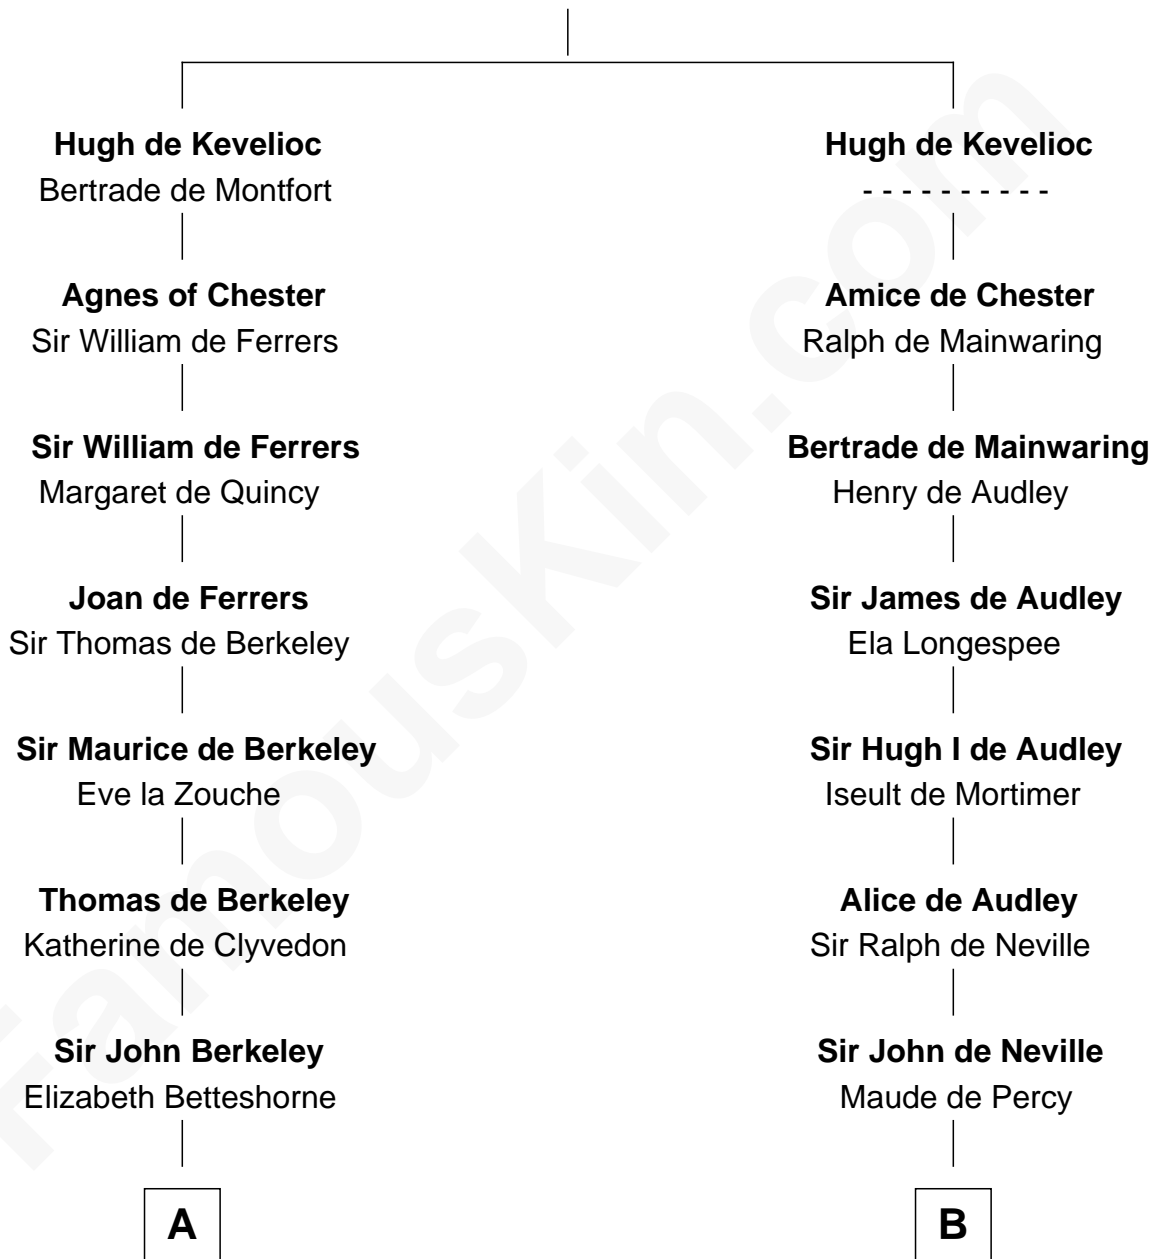 Hugh de Kevelioc
Bertrade de Montfort
Agnes of Chester
Sir William de Ferrers
Sir William de Ferrers
Margaret de Quincy
Joan de Ferrers
Sir Thomas de Berkeley
Sir Maurice de Berkeley
Eve la Zouche
Thomas de Berkeley
Katherine de Clyvedon
Sir John Berkeley
Elizabeth Betteshorne
A
Hugh de Kevelioc
- - - - - - - - - -
Amice de Chester
Ralph de Mainwaring
Bertrade de Mainwaring
Henry de Audley
Sir James de Audley
Ela Longespee
Sir Hugh I de Audley
Iseult de Mortimer
Alice de Audley
Sir Ralph de Neville
Sir John de Neville
Maude de Percy
B
FamousKin.com